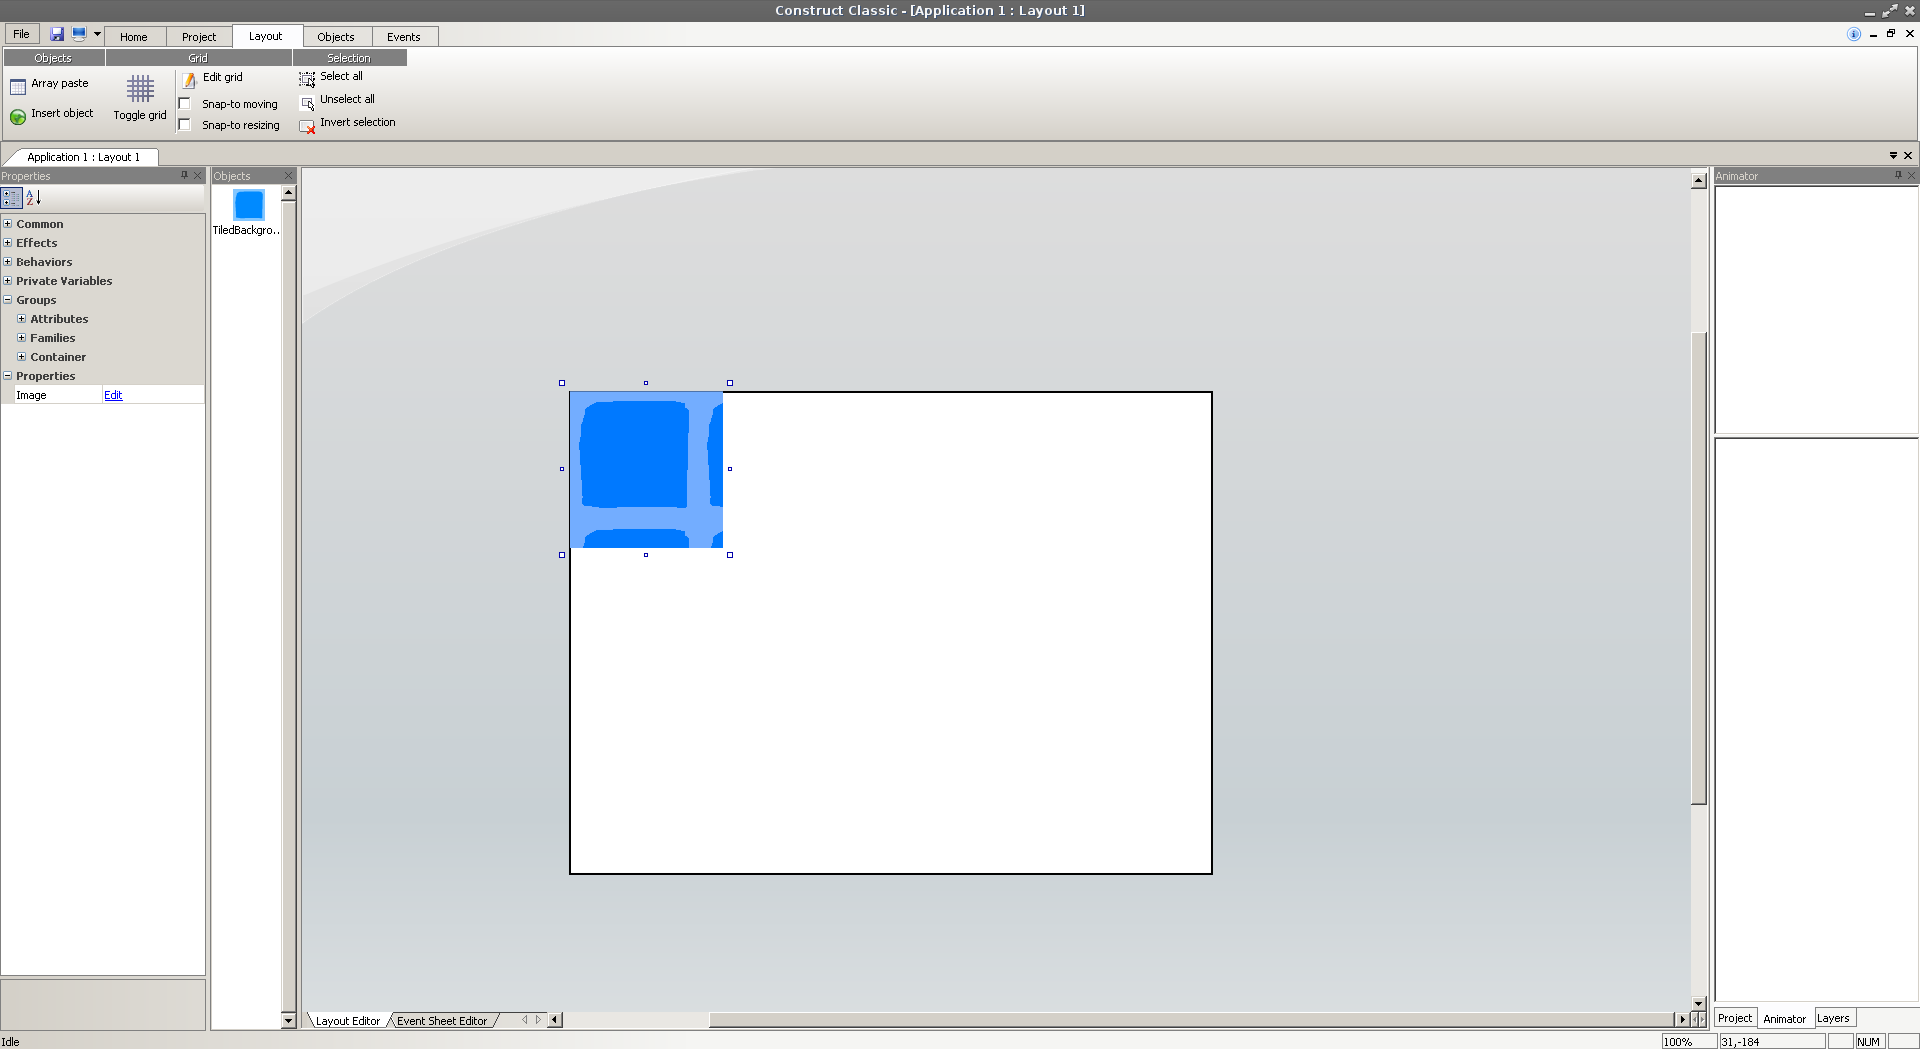 Construct Classic - [Application 1 : Layout 1]
File
Home
Project
Layout
Objects
Events
Objects
Grid
Selection
Array paste
Insert object
Toggle grid
Edit grid
Snap-to moving
Snap-to resizing
Select all
Unselect all
Invert selection
Application 1 : Layout 1
Properties
Common
Effects
Behaviors
Private Variables
Groups
Attributes
Families
Container
Properties
Image Edit
Objects
TiledBackgro..
Layout Editor
Event Sheet Editor
Animator
Project
Animator
Layers
Idle
100%
31,-184
NUM